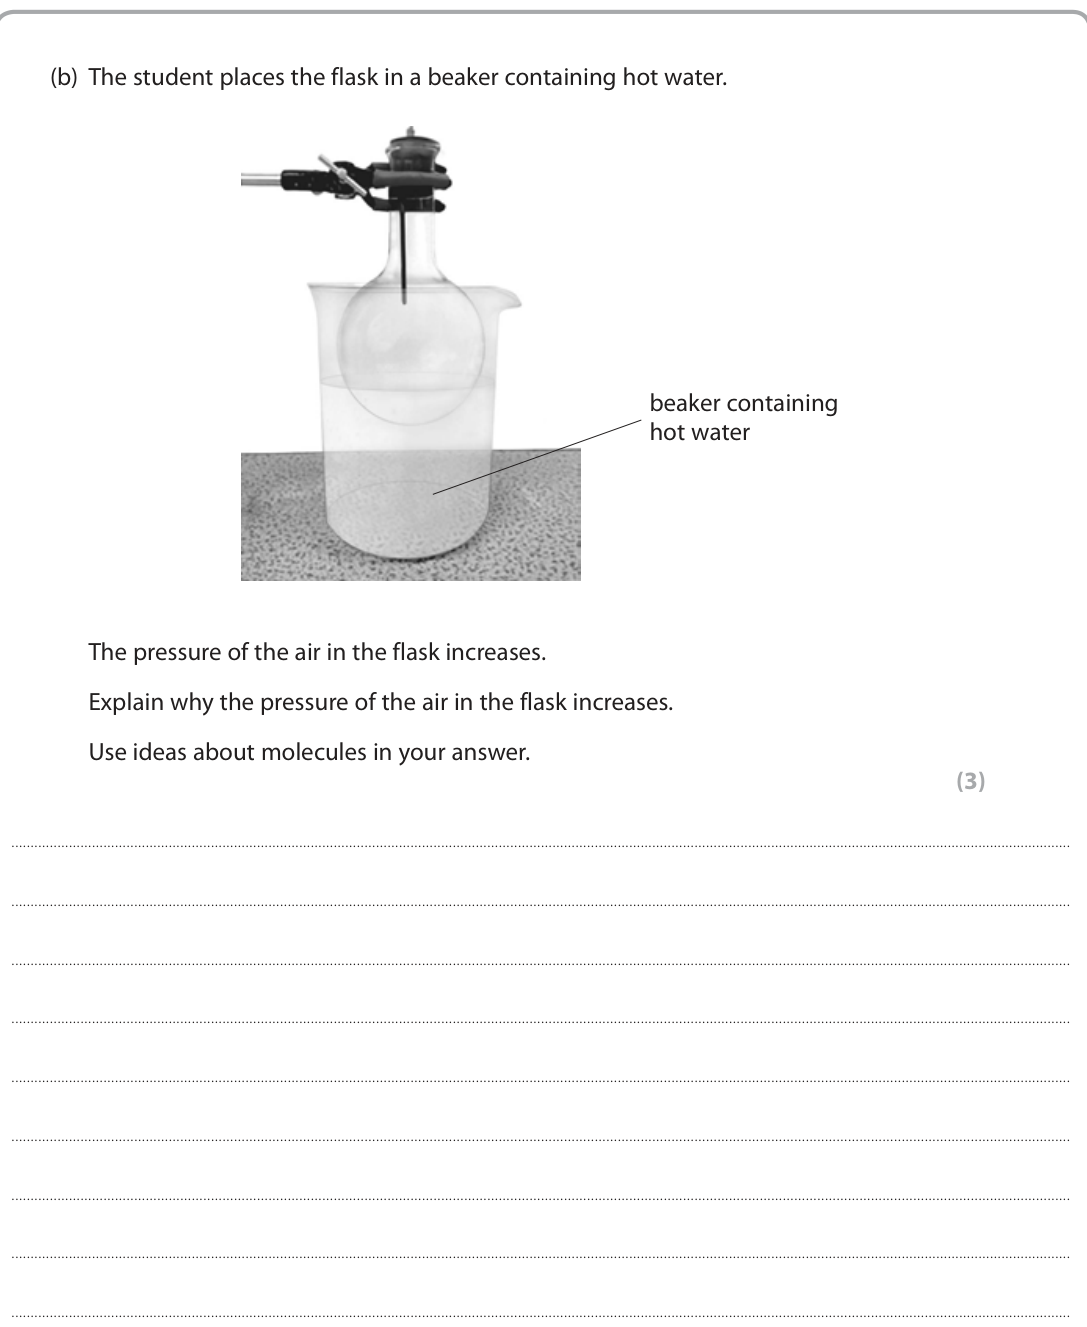 (b) The student places the flask in a beaker containing hot water.
beaker containing
hot water
The pressure of the air in the flask increases.
Explain why the pressure of the air in the flask increases.
Use ideas about molecules in your answer.
(3)